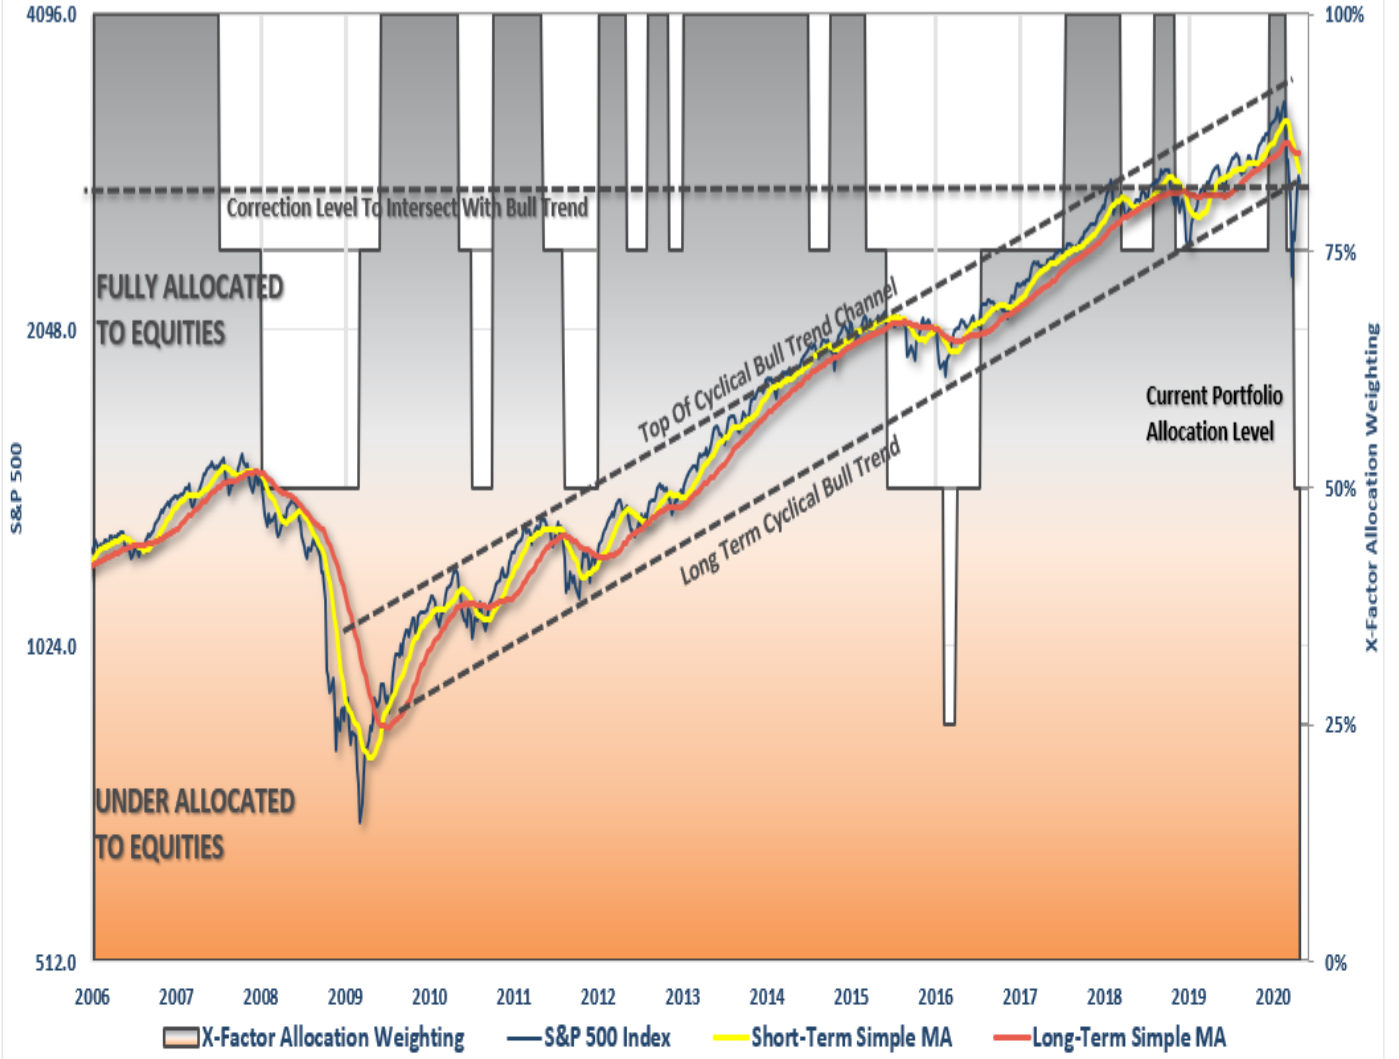 4096.0
100%
Correction Level To Intersect With Bull Trend
75%
FULLY ALLOCATED
TO EQUITIES
Top Of Cyclical Bull Trend Channel
2048.0
Current Portfolio
Allocation Level
Long Term Cyclical Bull Trend
S&P 500
X-Factor Allocation Weighting
50%
1024.0
25%
UNDER ALLOCATED
TO EQUITIES
512.0
0%
2006 2007 2008 2009 2010 2011 2012 2013 2014 2015 2016 2017 2018 2019 2020
X-Factor Allocation Weighting S&P 500 Index Short-Term Simple MA Long-Term Simple MA